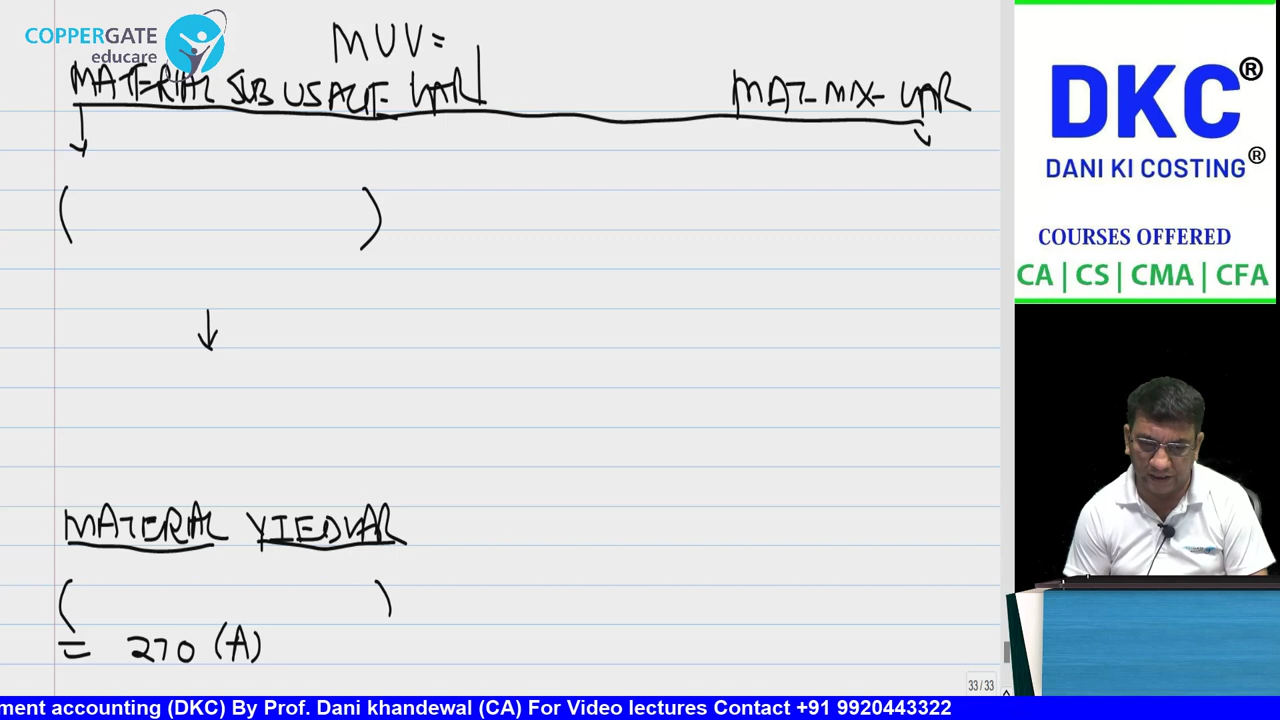 COPPERGATE
educare
MUV =
MATERIAL SUB USAGE VAR
MAT- MIX- VAR
(                    )
MATERIAL YIEDVAR
(                    )
= 270 (A)
33 / 33
DKC®
DANI KI COSTING®
COURSES OFFERED
CA | CS | CMA | CFA
ment accounting (DKC) By Prof. Dani khandewal (CA) For Video lectures Contact +91 9920443322